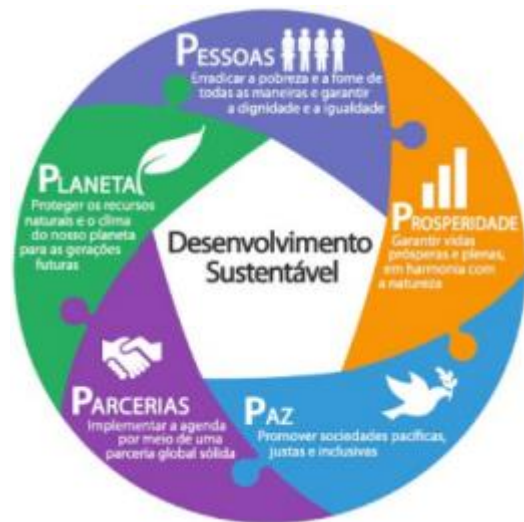 PESSOAS
Erradicar a pobreza e a fome de
todas as maneiras e garantir
a dignidade e a igualdade
PROSPERIDADE
Garantir vidas
prósperas e plenas,
em harmonia com
a natureza
PAZ
Promover sociedades pacíficas,
justas e inclusivas
PARCERIAS
Implementar a agenda
por meio de uma
parceria global sólida
PLANETA
Proteger os recursos
naturais e o clima
do nosso planeta
para as gerações
futuras
Desenvolvimento
Sustentável